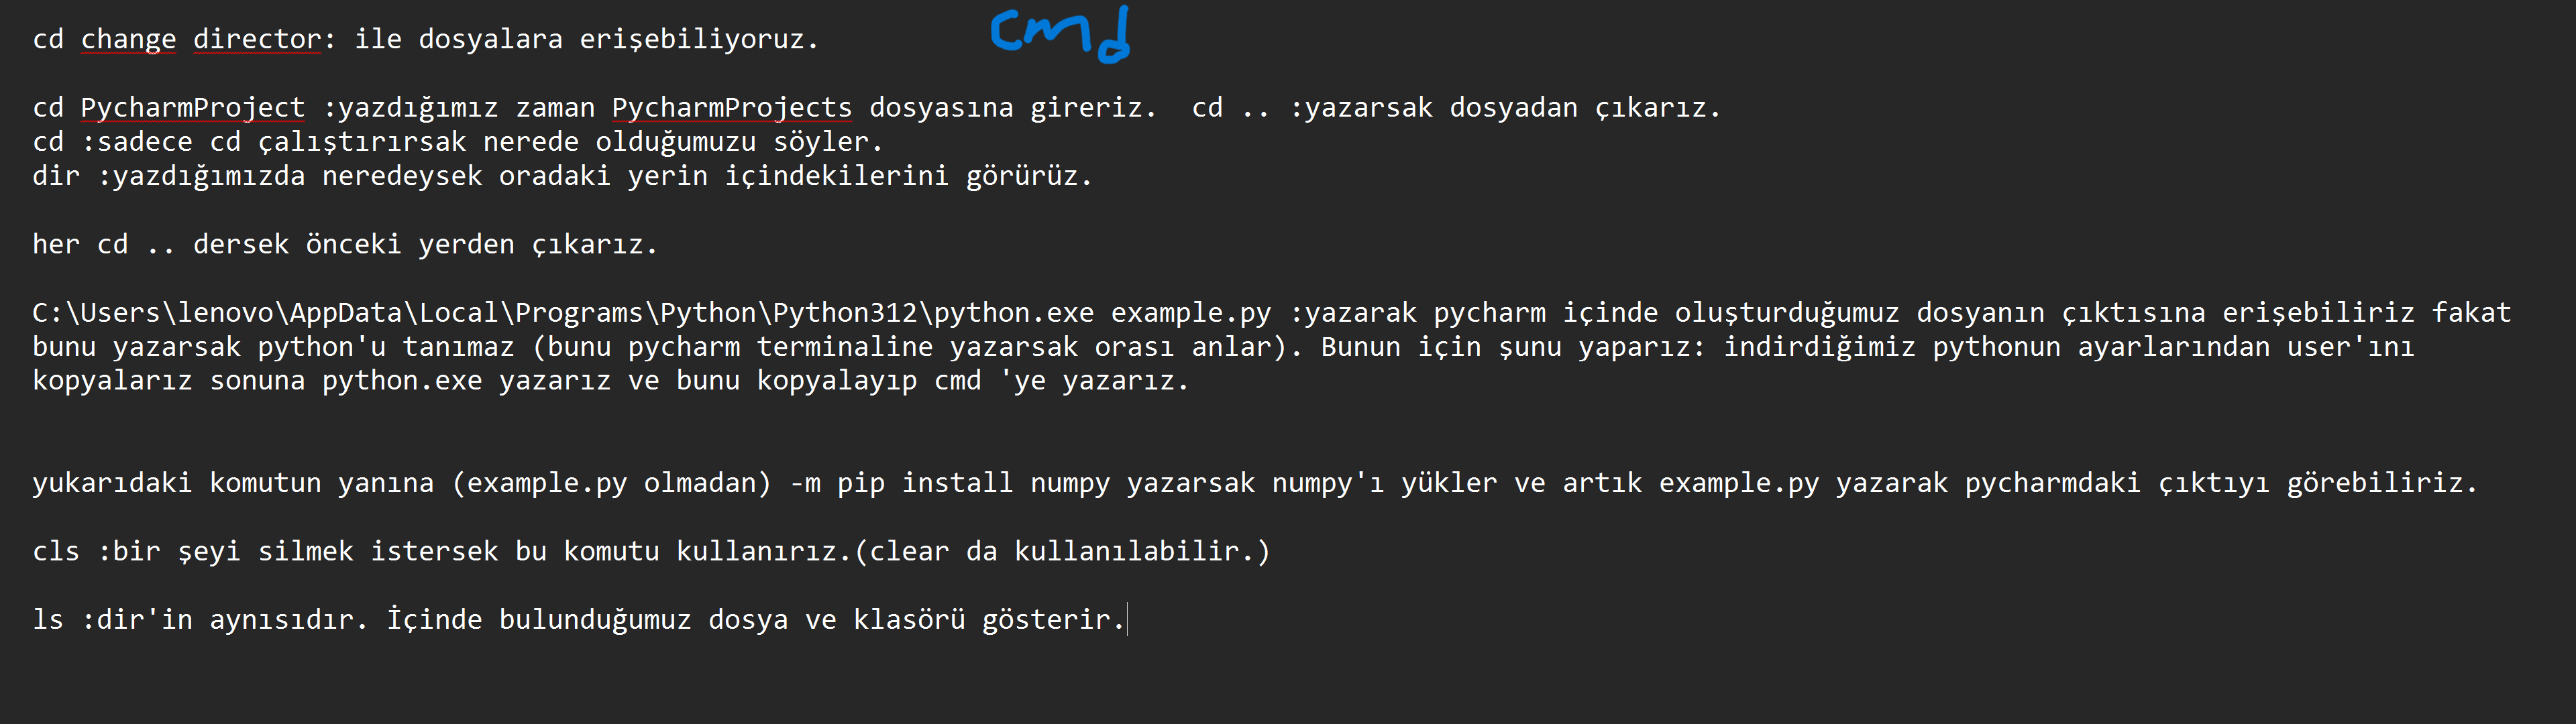 cd change director: ile dosyalara erişebiliyoruz.
cmd
cd PycharmProject :yazdığımız zaman PycharmProjects dosyasına gireriz.  cd .. :yazarsak dosyadan çıkarız.
cd :sadece cd çalıştırırsak nerede olduğumuzu söyler.
dir :yazdığımızda neredeysek oradaki yerin içindekilerini görürüz.
her cd .. dersek önceki yerden çıkarız.
C:\Users\lenovo\AppData\Local\Programs\Python\Python312\python.exe example.py :yazarak pycharm içinde oluşturduğumuz dosyanın çıktısına erişebiliriz fakat
bunu yazarsak python'u tanımaz (bunu pycharm terminaline yazarsak orası anlar). Bunun için şunu yaparız: indirdiğimiz pythonun ayarlarından user'ını
kopyalarız sonuna python.exe yazarız ve bunu kopyalayıp cmd 'ye yazarız.
yukarıdaki komutun yanına (example.py olmadan) -m pip install numpy yazarsak numpy'ı yükler ve artık example.py yazarak pycharmdaki çıktıyı görebiliriz.
cls :bir şeyi silmek istersek bu komutu kullanırız.(clear da kullanılabilir.)
ls :dir'in aynısıdır. İçinde bulunduğumuz dosya ve klasörü gösterir.